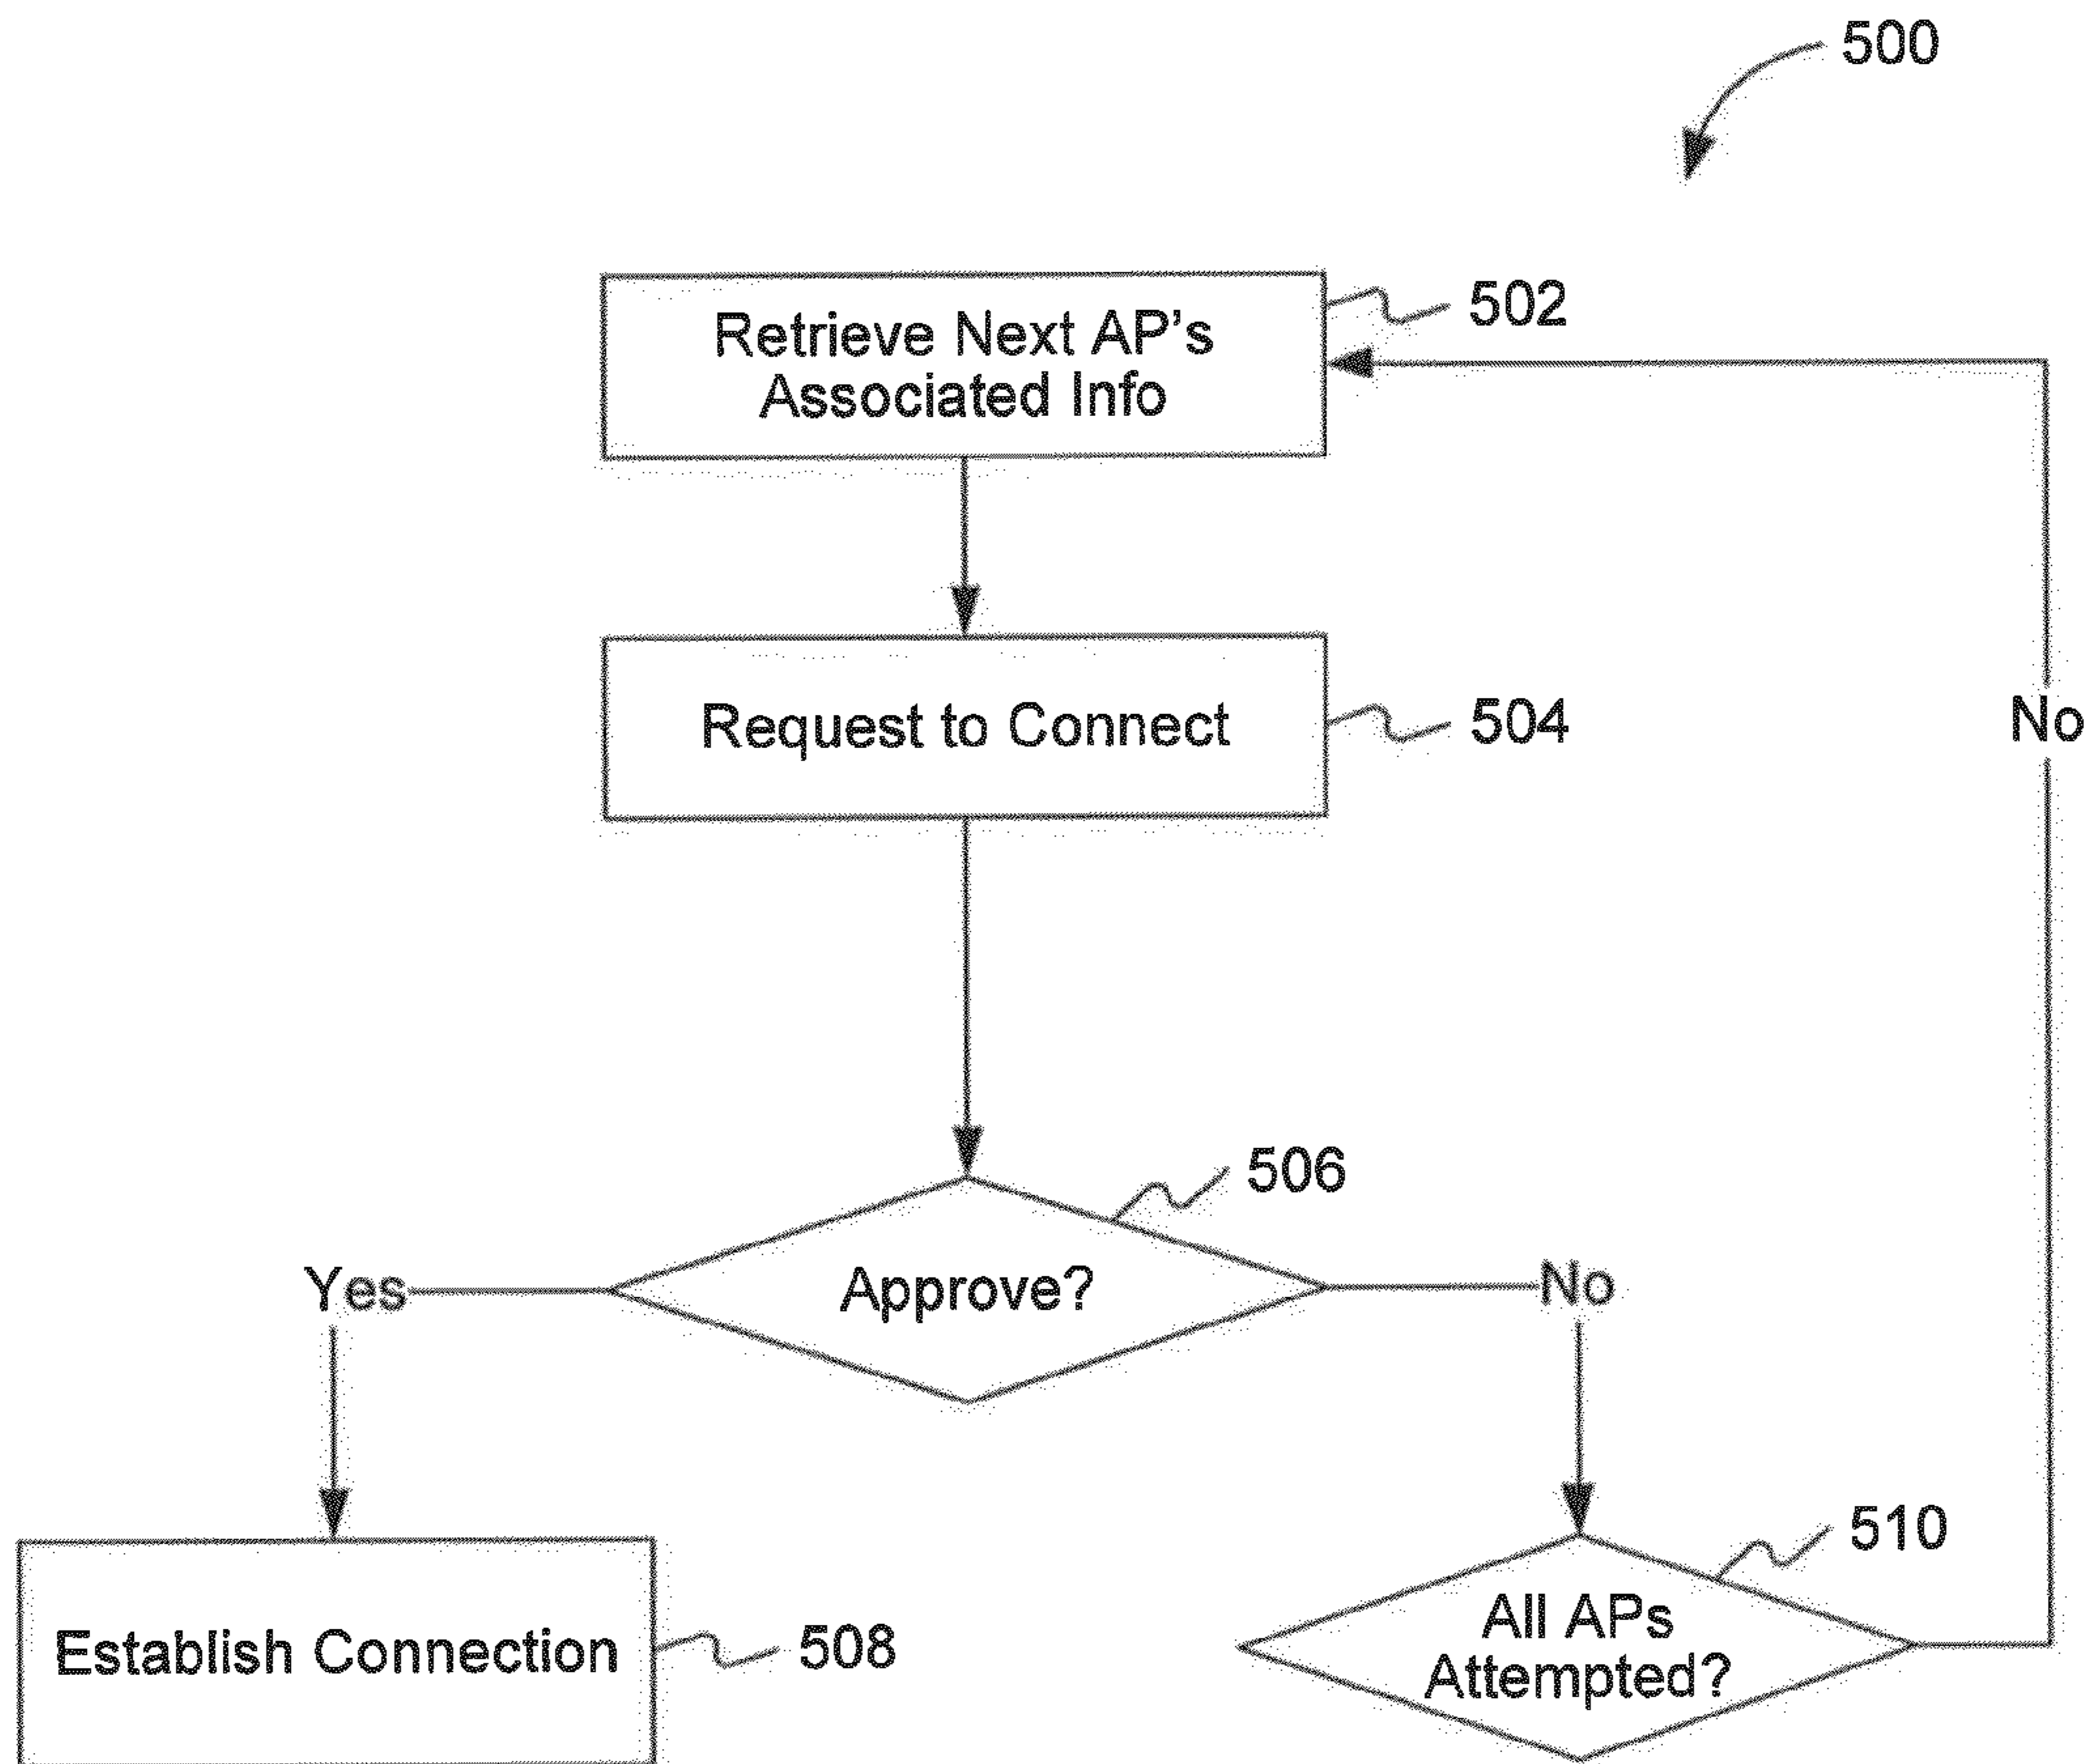 500
Retrieve Next AP's
Associated Info
502
Request to Connect
504
No
506
Approve?
Yes
No
510
All APs
Attempted?
Establish Connection
508